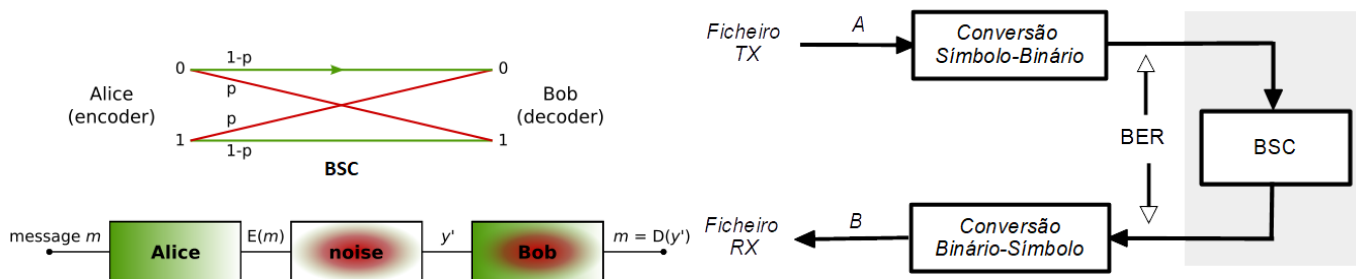 1-p
0
0
p
Alice
(encoder)
Bob
(decoder)
p
1
1
1-p
BSC
message m
Alice
E(m)
noise
y'
Bob
m = D(y')
Ficheiro
TX
A
Conversão
Símbolo-Binário
BER
BSC
Ficheiro
RX
B
Conversão
Binário-Símbolo